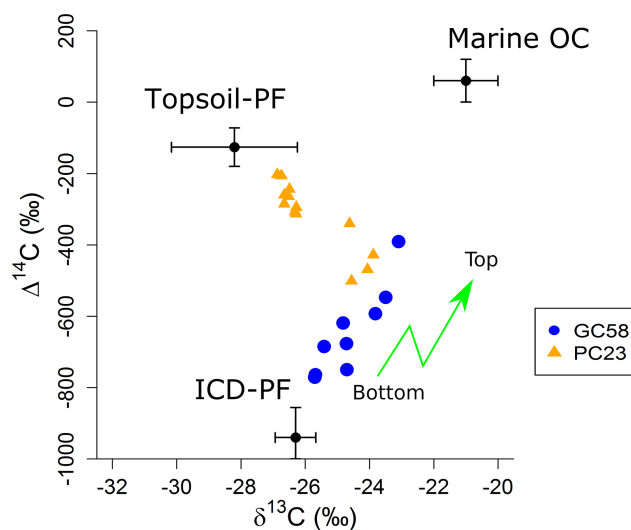 Marine OC
Topsoil-PF
ICD-PF
Top
Bottom
GC58
PC23
200
0
-200
-400
-600
-800
-1000
Δ¹⁴C (‰)
-32 -30 -28 -26 -24 -22 -20
δ¹³C (‰)